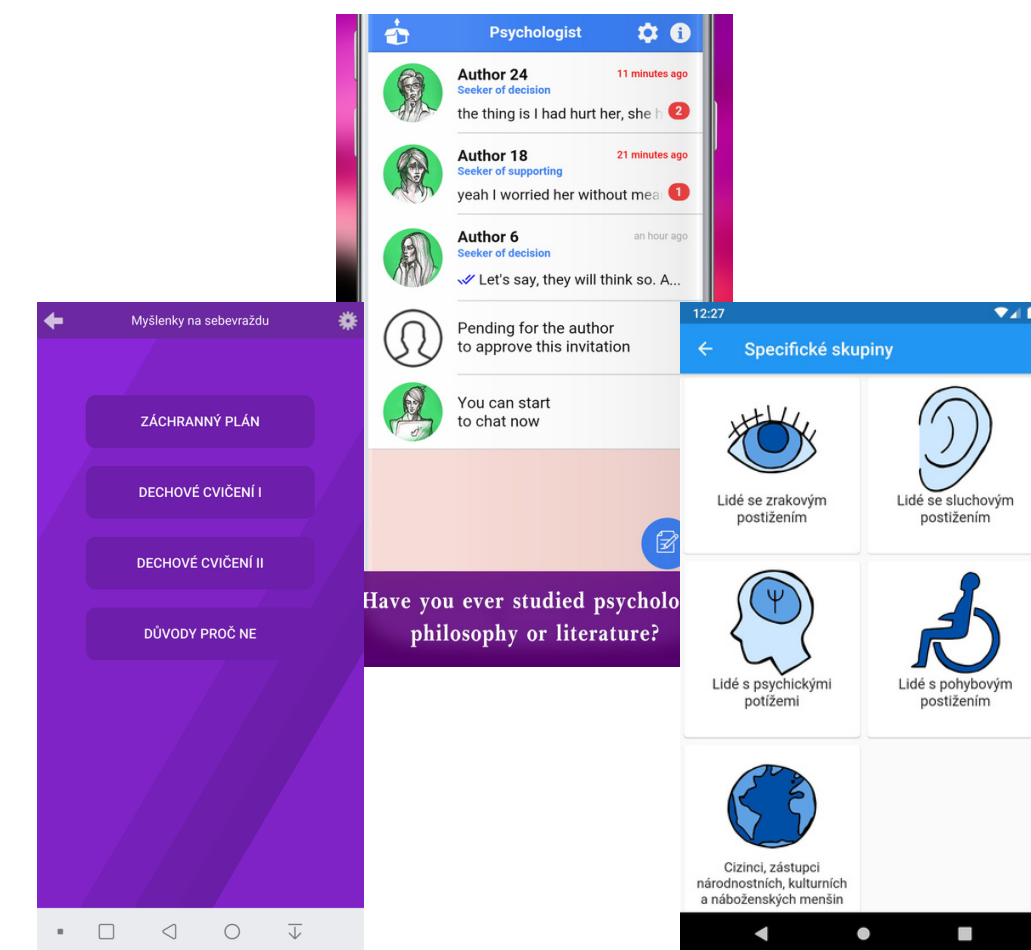 Psychologist
Author 24
11 minutes ago
Seeker of decision
the thing is I had hurt her, she h
2
Author 18
21 minutes ago
Seeker of supporting
yeah I worried her without mea
1
Author 6
an hour ago
Seeker of decision
Let's say, they will think so. A...
Pending for the author
to approve this invitation
You can start
to chat now
Have you ever studied psycholo
philosophy or literature?
Myšlenky na sebevraždu
ZÁCHRANNÝ PLÁN
DECHOVÉ CVIČENÍ I
DECHOVÉ CVIČENÍ II
DŮVODY PROČ NE
12:27
Specifické skupiny
Lidé se zrakovým
postižením
Lidé se sluchovým
postižením
Lidé s psychickými
potížemi
Lidé s pohybovým
postižením
Cizinci, zástupci
národnostních, kulturních
a náboženských menšin